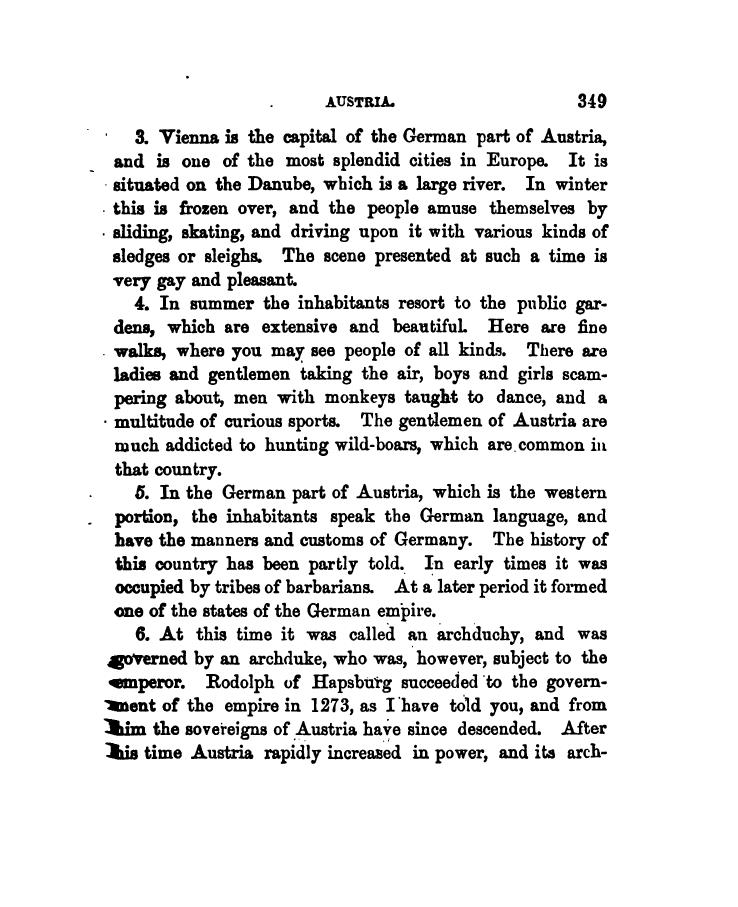 AUSTRIA. 349
3. Vienna is the capital of the German part of Austria,
and is one of the most splendid cities in Europe. It is
situated on the Danube, which is a large river. In winter
this is frozen over, and the people amuse themselves by
sliding, skating, and driving upon it with various kinds of
sledges or sleighs. The scene presented at such a time is
very gay and pleasant.
4. In summer the inhabitants resort to the public gar-
dens, which are extensive and beautiful. Here are fine
walks, where you may see people of all kinds. There are
ladies and gentlemen taking the air, boys and girls scam-
pering about, men with monkeys taught to dance, and a
multitude of curious sports. The gentlemen of Austria are
much addicted to hunting wild-boars, which are common in
that country.
5. In the German part of Austria, which is the western
portion, the inhabitants speak the German language, and
have the manners and customs of Germany. The history of
this country has been partly told. In early times it was
occupied by tribes of barbarians. At a later period it formed
one of the states of the German empire.
6. At this time it was called an archduchy, and was
governed by an archduke, who was, however, subject to the
emperor. Rodolph of Hapsburg succeeded to the govern-
ment of the empire in 1273, as I have told you, and from
him the sovereigns of Austria have since descended. After
his time Austria rapidly increased in power, and its arch-